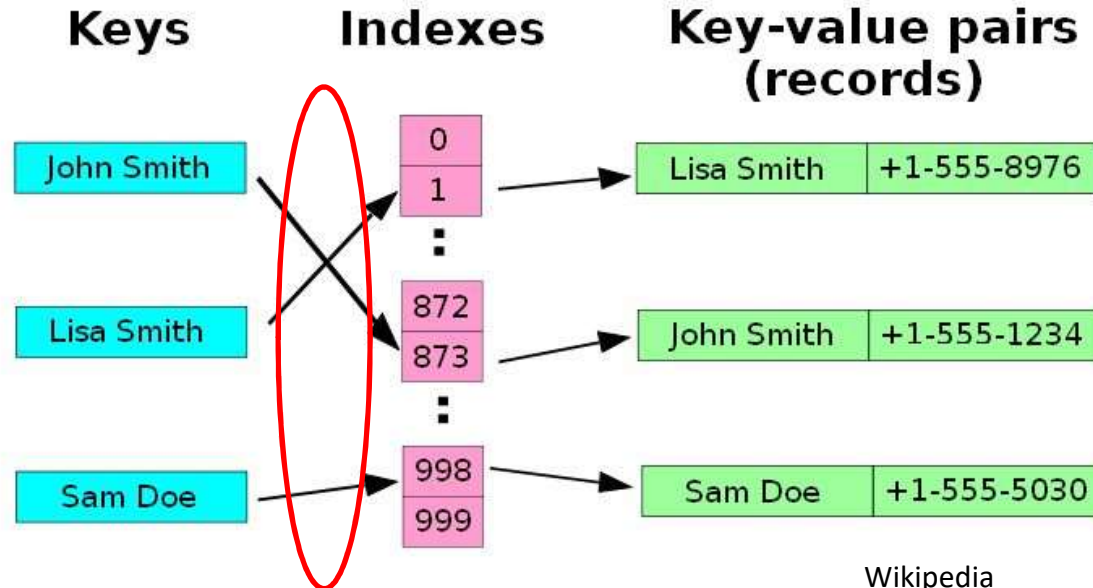 Keys Indexes Key-value pairs
(records)
0
John Smith
1
Lisa Smith +1-555-8976
:
872
Lisa Smith
873
John Smith +1-555-1234
:
998
Sam Doe
999
Sam Doe +1-555-5030
Wikipedia